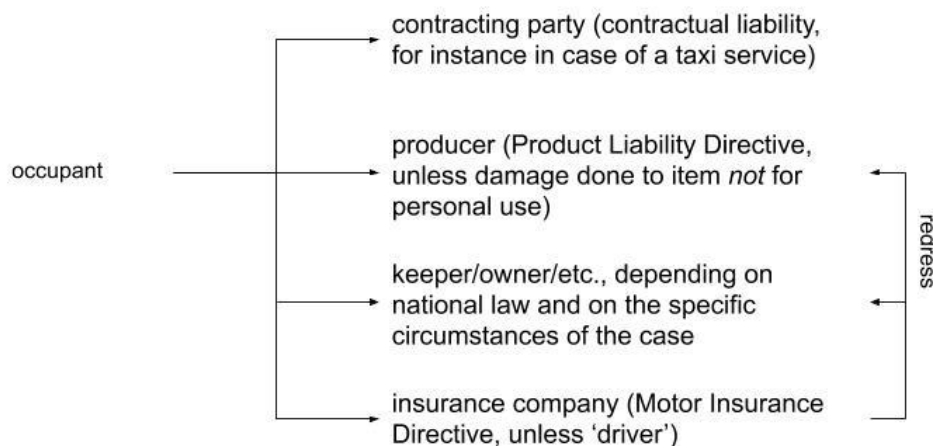 contracting party (contractual liability,
for instance in case of a taxi service)
occupant
producer (Product Liability Directive,
unless damage done to item not for
personal use)
redress
keeper/owner/etc., depending on
national law and on the specific
circumstances of the case
insurance company (Motor Insurance
Directive, unless ‘driver’)